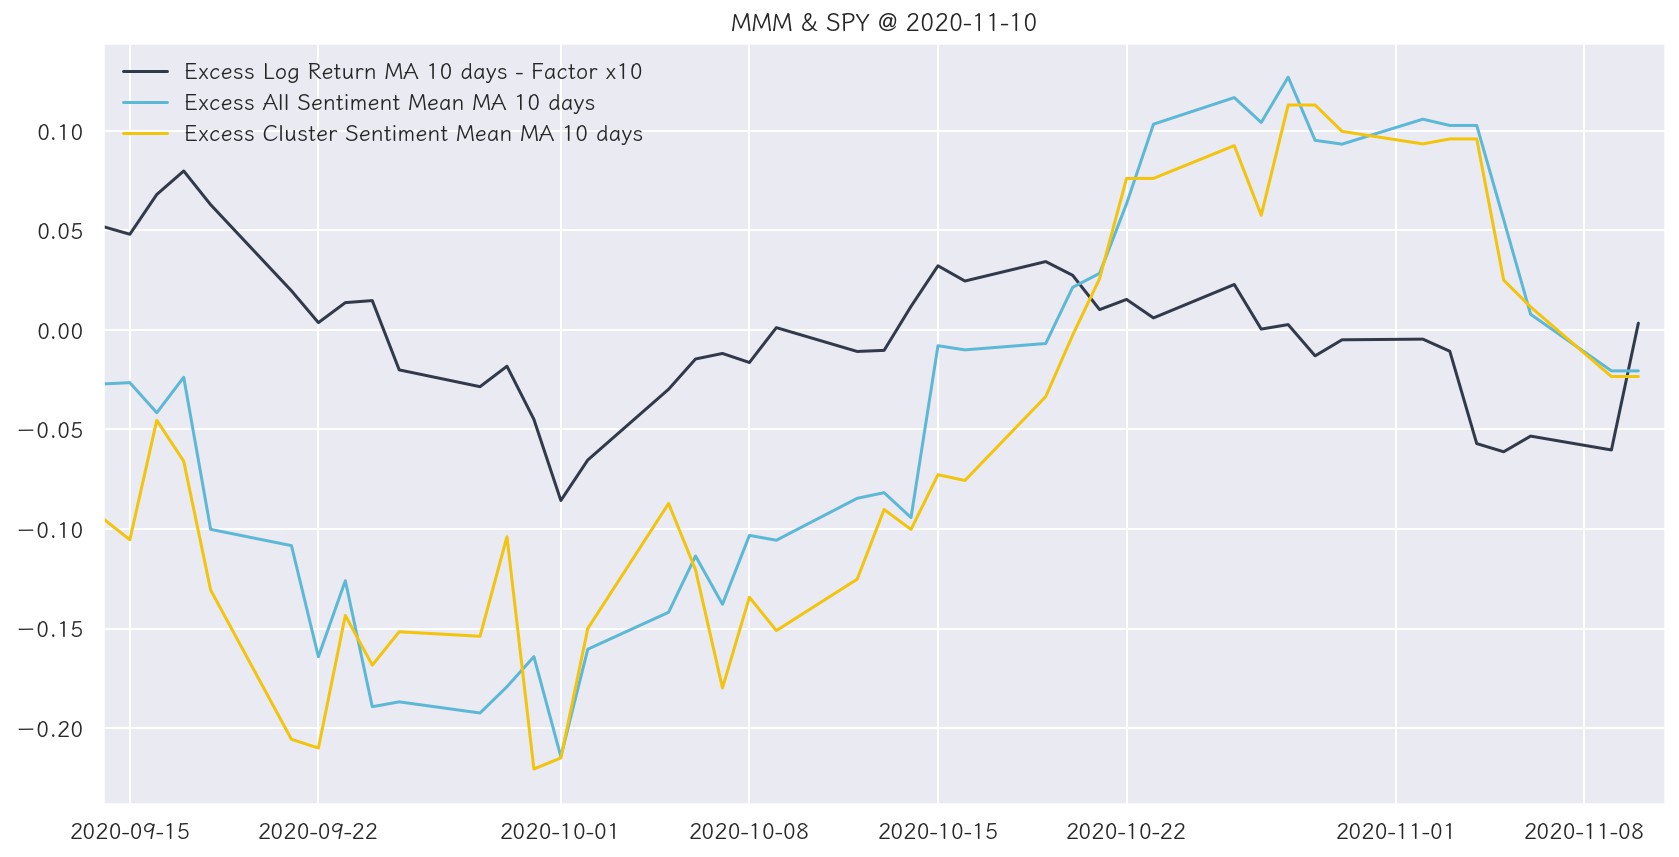 MMM & SPY @ 2020-11-10
Excess Log Return MA 10 days - Factor x10
Excess All Sentiment Mean MA 10 days
Excess Cluster Sentiment Mean MA 10 days
0.10
0.05
0.00
−0.05
−0.10
−0.15
−0.20
2020-09-15 2020-09-22 2020-10-01 2020-10-08 2020-10-15 2020-10-22 2020-11-01 2020-11-08